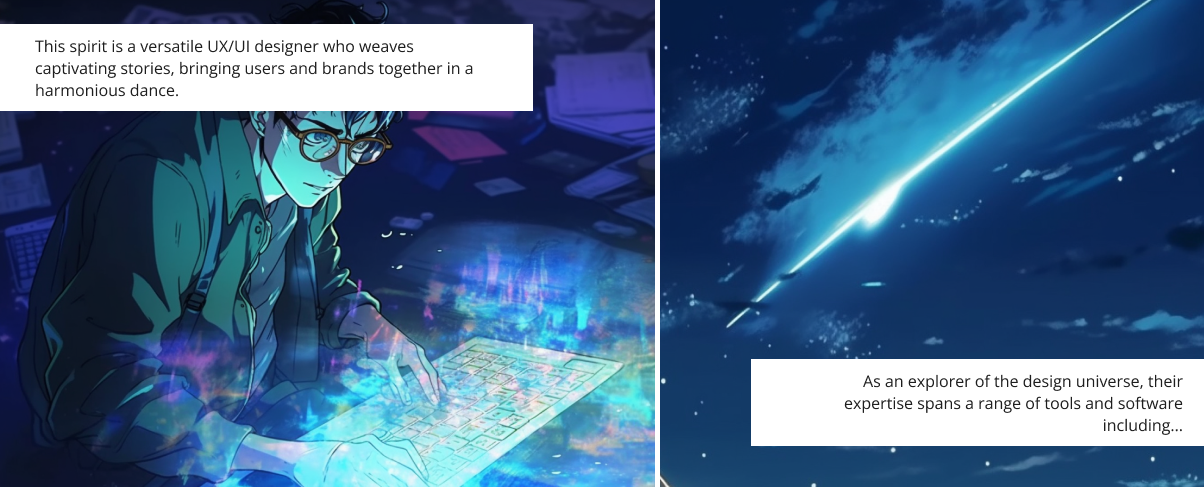 This spirit is a versatile UX/UI designer who weaves
captivating stories, bringing users and brands together in a
harmonious dance.
As an explorer of the design universe, their
expertise spans a range of tools and software
including...